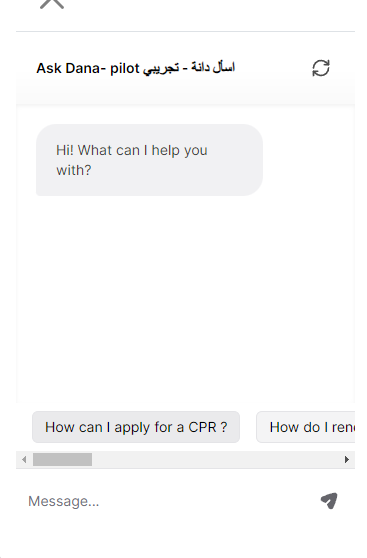 Ask Dana- pilot اسأل دانة - تجريبي
Hi! What can I help you
with?
How can I apply for a CPR ?
How do I ren
Message...